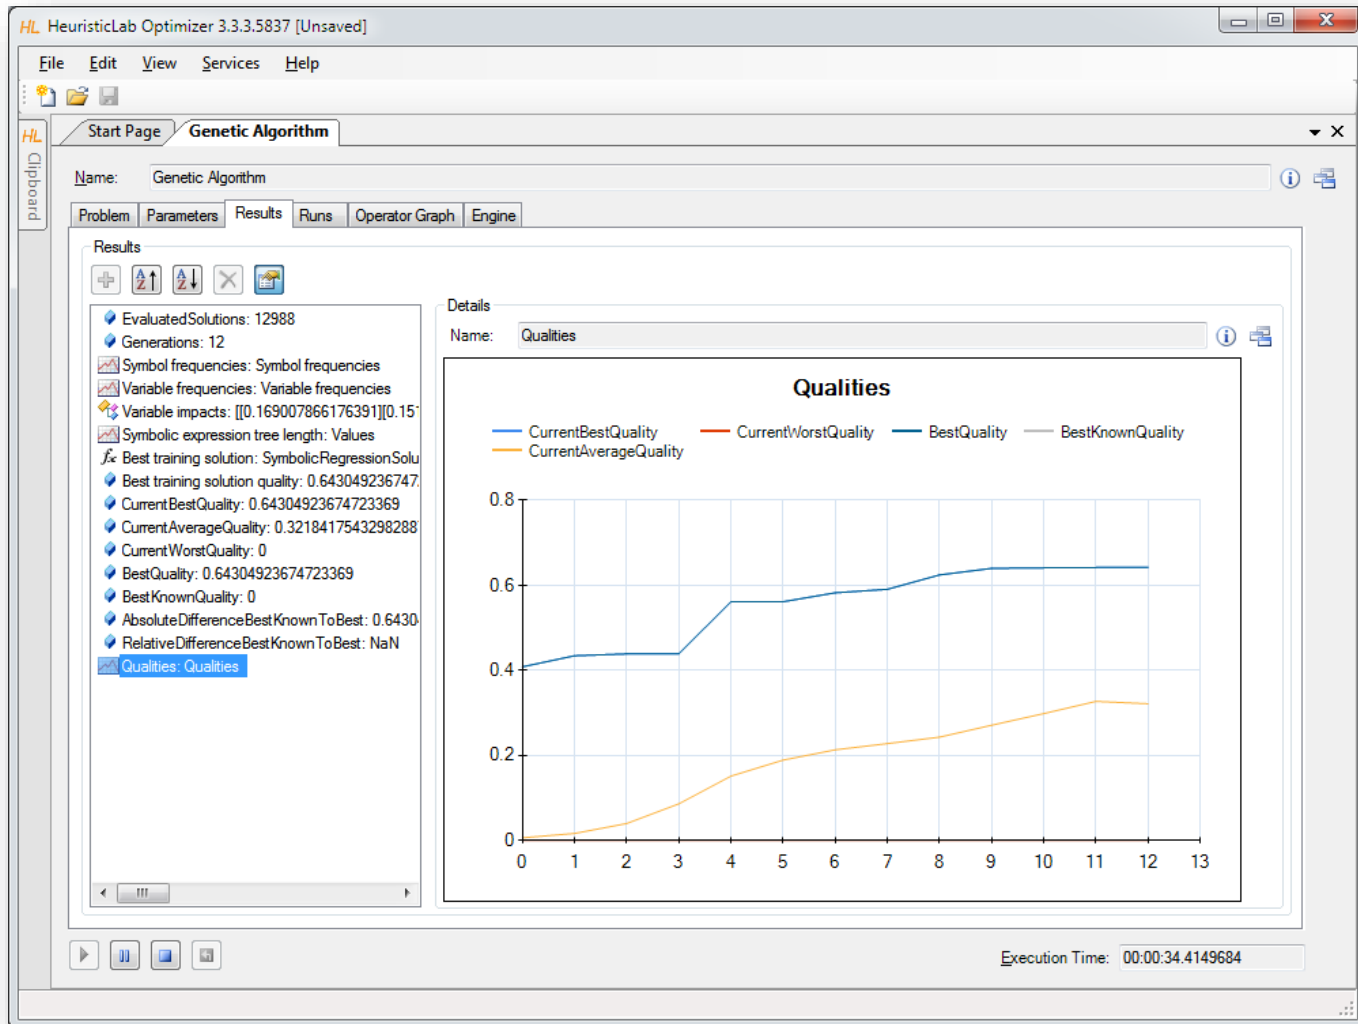 HL HeuristicLab Optimizer 3.3.3.5837 [Unsaved]
File Edit View Services Help
HL Clipboard
Start Page Genetic Algorithm
Name: Genetic Algorithm
Problem Parameters Results Runs Operator Graph Engine
Results
EvaluatedSolutions: 12988
Generations: 12
Symbol frequencies: Symbol frequencies
Variable frequencies: Variable frequencies
Variable impacts: [[0.169007866176391][0.15
Symbolic expression tree length: Values
Best training solution: SymbolicRegressionSolu
Best training solution quality: 0.643049236747
CurrentBestQuality: 0.64304923674723369
CurrentAverageQuality: 0.3218417543298288
CurrentWorstQuality: 0
BestQuality: 0.64304923674723369
BestKnownQuality: 0
AbsoluteDifferenceBestKnownToBest: 0.6430
RelativeDifferenceBestKnownToBest: NaN
Qualities: Qualities
Details
Name: Qualities
Qualities
CurrentBestQuality CurrentWorstQuality BestQuality BestKnownQuality
CurrentAverageQuality
0.8
0.6
0.4
0.2
0
0 1 2 3 4 5 6 7 8 9 10 11 12 13
Execution Time: 00:00:34.4149684